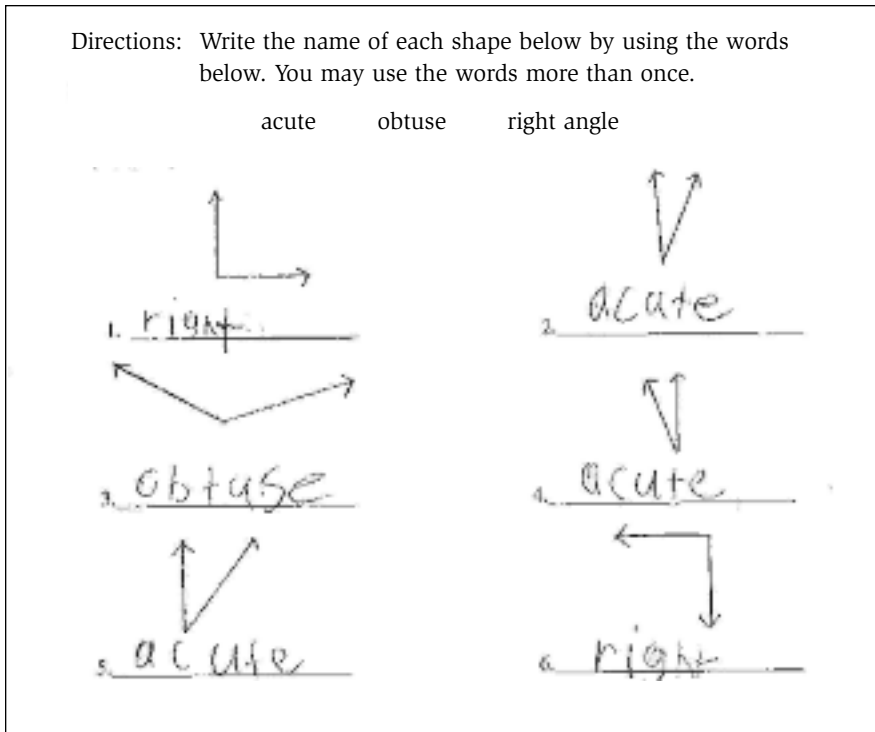 Directions: Write the name of each shape below by using the words
below. You may use the words more than once.
acute obtuse right angle
1. right
2. acute
3. obtuse
4. acute
5. acute
6. right